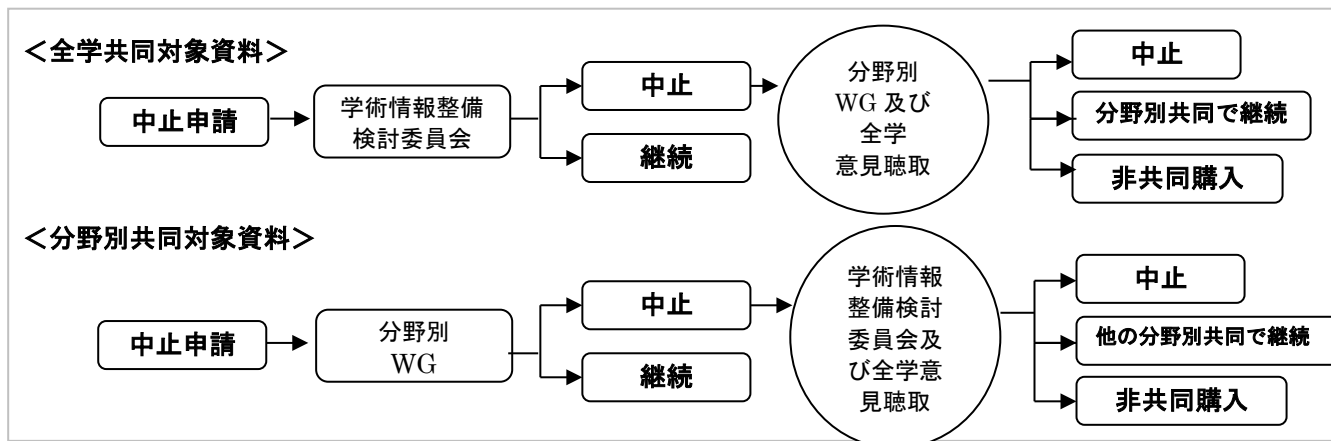 ＜全学共同対象資料＞
中止申請
学術情報整備
検討委員会
中止
継続
分野別
WG 及び
全学
意見聴取
中止
分野別共同で継続
非共同購入
＜分野別共同対象資料＞
中止申請
分野別
WG
中止
継続
学術情報
整備検討
委員会及
び全学意
見聴取
中止
他の分野別共同で継続
非共同購入